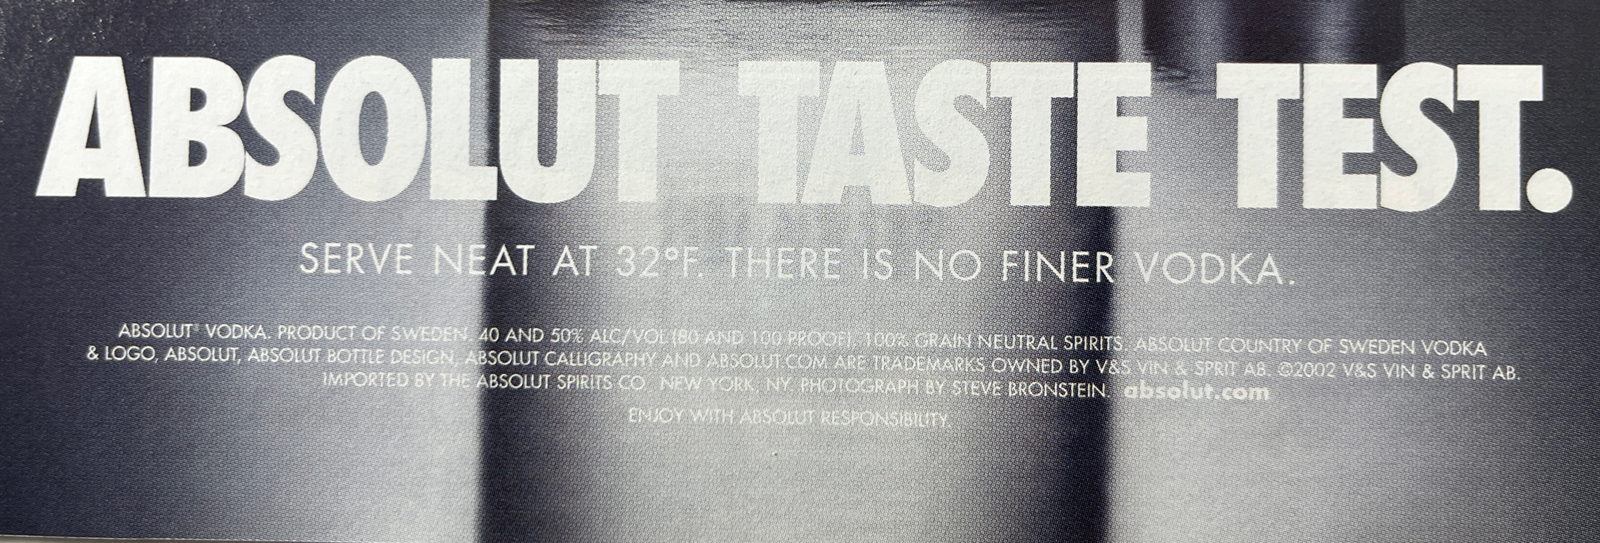 ABSOLUT TASTE TEST.
SERVE NEAT AT 32°F. THERE IS NO FINER VODKA.
ABSOLUT® VODKA. PRODUCT OF SWEDEN. 40 AND 50% ALC/VOL (80 AND 100 PROOF). 100% GRAIN NEUTRAL SPIRITS. ABSOLUT COUNTRY OF SWEDEN VODKA
& LOGO, ABSOLUT, ABSOLUT BOTTLE DESIGN, ABSOLUT CALLIGRAPHY AND ABSOLUT.COM ARE TRADEMARKS OWNED BY V&S VIN & SPRIT AB. ©2002 V&S VIN & SPRIT AB.
IMPORTED BY THE ABSOLUT SPIRITS CO. NEW YORK, NY. PHOTOGRAPH BY STEVE BRONSTEIN. absolut.com
ENJOY WITH ABSOLUT RESPONSIBILITY.